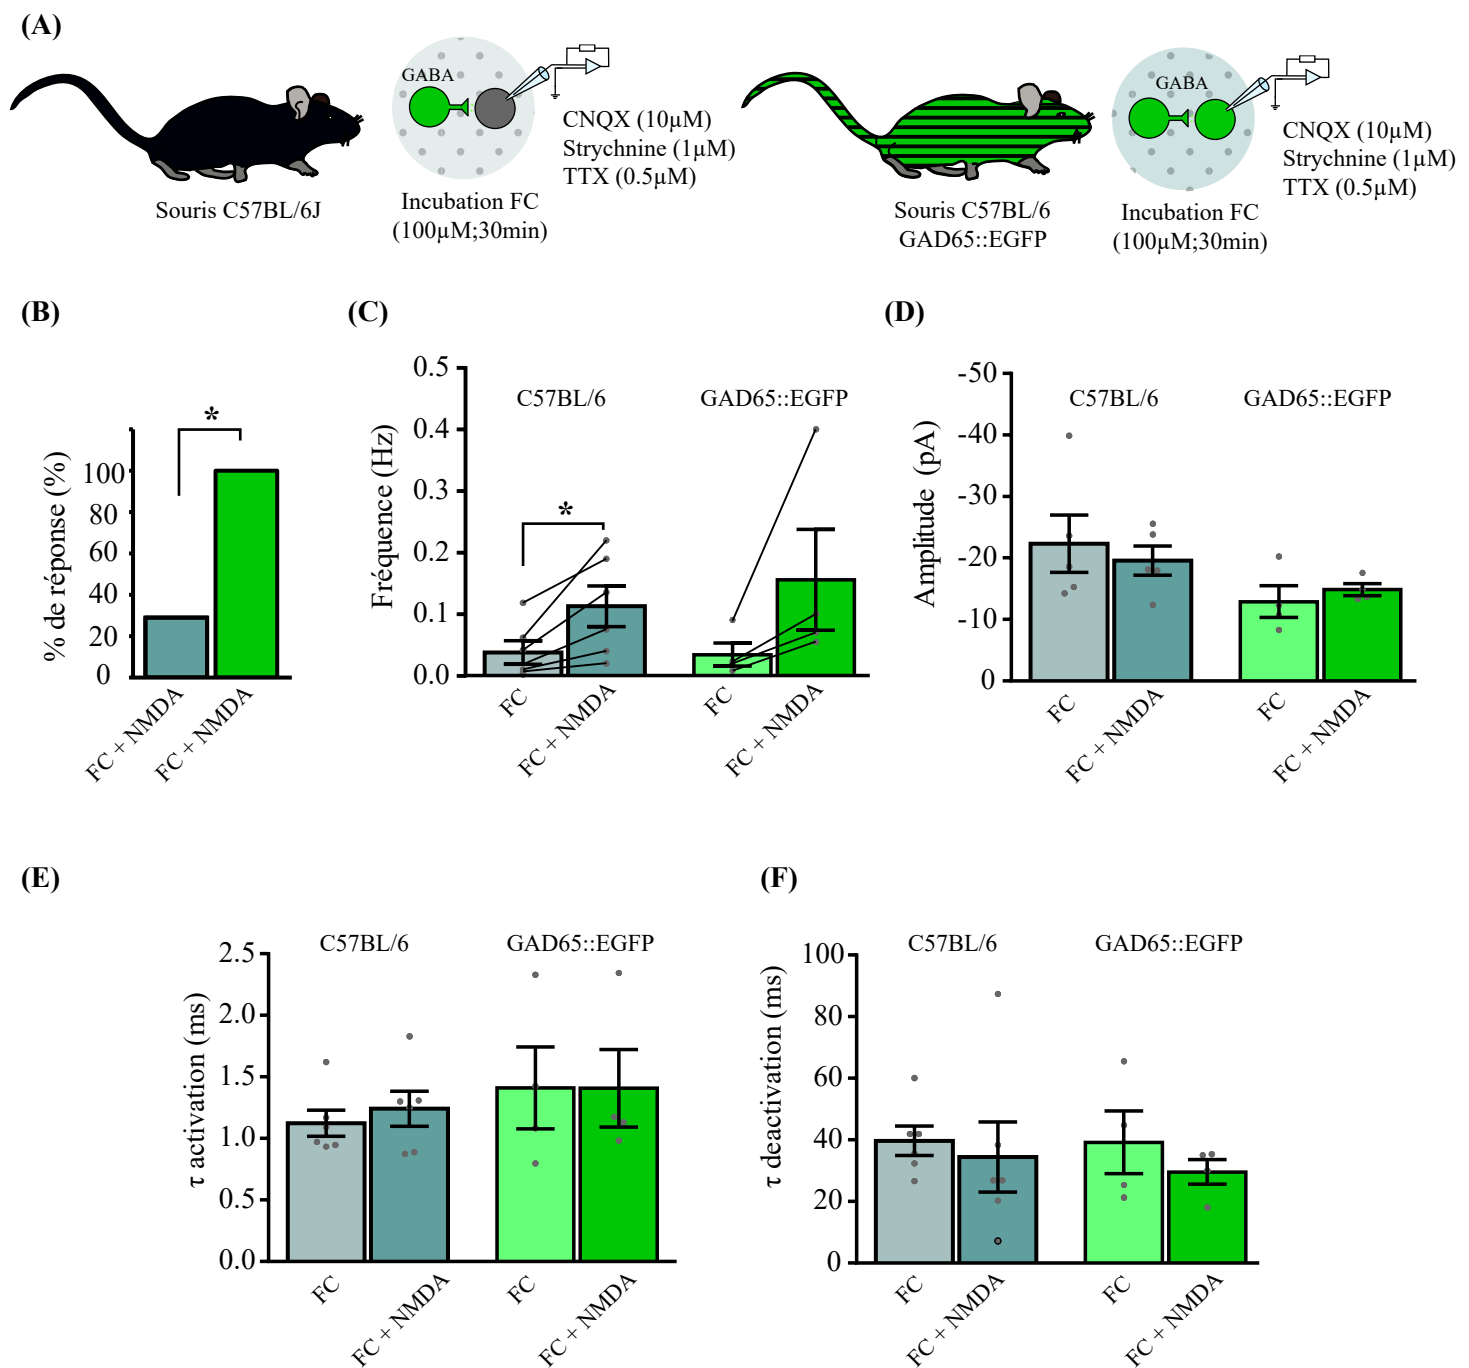 (A)
GABA
CNQX (10µM)
Strychnine (1µM)
TTX (0.5µM)
Souris C57BL/6J
Incubation FC
(100µM;30min)
GABA
CNQX (10µM)
Strychnine (1µM)
TTX (0.5µM)
Souris C57BL/6
GAD65::EGFP
Incubation FC
(100µM;30min)
(B)
% de réponse (%)
100
80
60
40
20
0
*
FC + NMDA
FC + NMDA
(C)
Fréquence (Hz)
0.5
0.4
0.3
0.2
0.1
0.0
C57BL/6
GAD65::EGFP
*
FC
FC + NMDA
FC
FC + NMDA
(D)
Amplitude (pA)
-50
-40
-30
-20
-10
0
C57BL/6
GAD65::EGFP
FC
FC + NMDA
FC
FC + NMDA
(E)
τ activation (ms)
2.5
2.0
1.5
1.0
0.5
0.0
C57BL/6
GAD65::EGFP
FC
FC + NMDA
FC
FC + NMDA
(F)
τ deactivation (ms)
100
80
60
40
20
0
C57BL/6
GAD65::EGFP
FC
FC + NMDA
FC
FC + NMDA